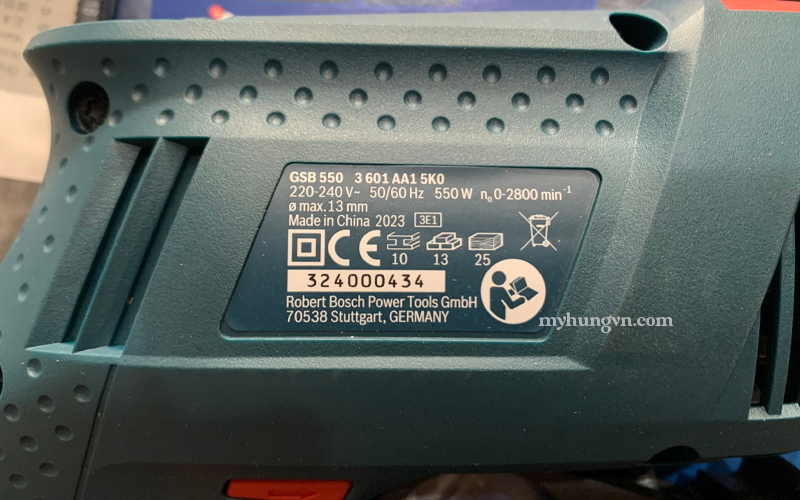 GSB 550 3 601 AA1 5K0
220-240 V~ 50/60 Hz 550 W n₀ 0-2800 min⁻¹
ø max. 13 mm
Made in China 2023 3E1
CE
10 13 25
324000434
Robert Bosch Power Tools GmbH
70538 Stuttgart, GERMANY
myhungvn.com